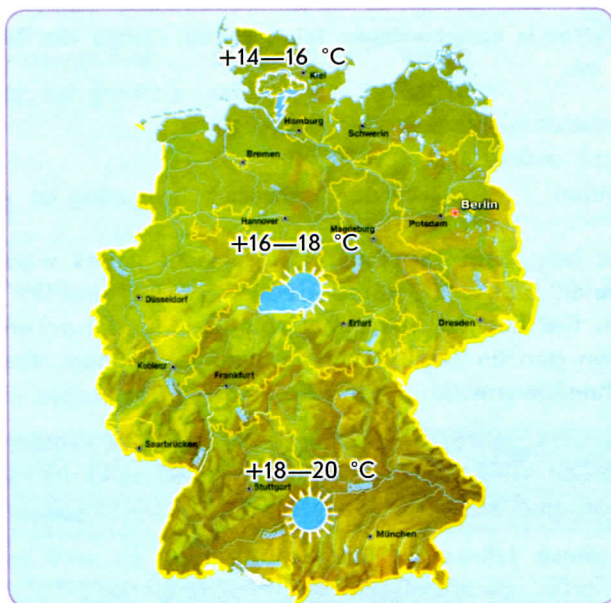 +14—16 °C
Kiel
Hamburg
Schwerin
Bremen
Berlin
Potsdam
Hannover
Magdeburg
+16—18 °C
Düsseldorf
Erfurt
Dresden
Koblenz
Frankfurt
Saarbrücken
+18—20 °C
Stuttgart
München